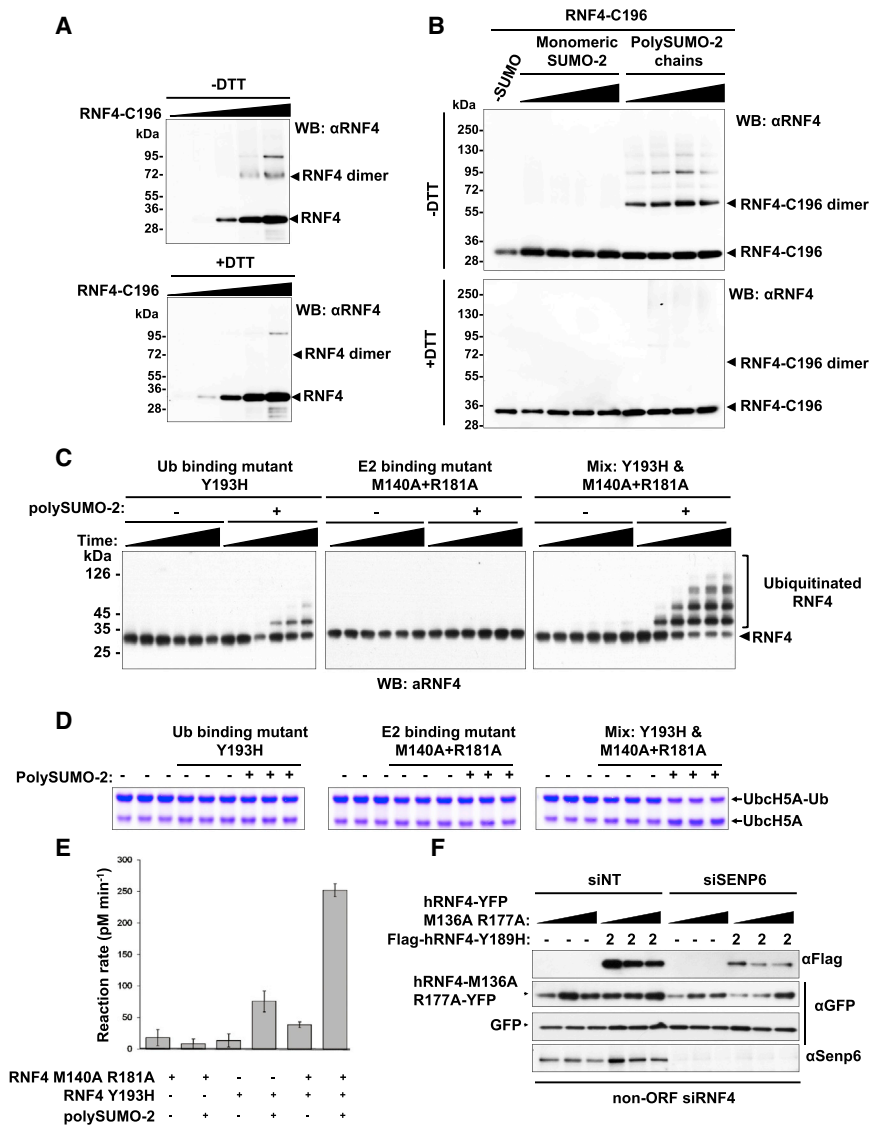 A
-DTT
RNF4-C196
kDa
WB: αRNF4
95-
72-
RNF4 dimer
55-
36-
RNF4
28-
+DTT
RNF4-C196
kDa
WB: αRNF4
95-
72-
RNF4 dimer
55-
36-
RNF4
28-
B
RNF4-C196
-SUMO
Monomeric
SUMO-2
PolySUMO-2
chains
kDa
-DTT
WB: αRNF4
250-
130-
95-
72-
RNF4-C196 dimer
55-
36-
RNF4-C196
28-
+DTT
WB: αRNF4
250-
130-
95-
72-
RNF4-C196 dimer
55-
36-
RNF4-C196
28-
C
Ub binding mutant
Y193H
E2 binding mutant
M140A+R181A
Mix: Y193H &
M140A+R181A
polySUMO-2: - + - + - +
Time:
kDa
126 -
45 -
35 -
25 -
Ubiquitinated
RNF4
RNF4
WB: aRNF4
D
Ub binding mutant
Y193H
E2 binding mutant
M140A+R181A
Mix: Y193H &
M140A+R181A
PolySUMO-2: - - - - - - + + + - - - - - - + + + - - - - - - + + +
UbcH5A-Ub
UbcH5A
E
Reaction rate (pM min-1)
300
250
200
150
100
50
0
RNF4 M140A R181A + + - - + +
RNF4 Y193H - - + + + +
polySUMO-2 - + - + - +
F
siNT siSENP6
hRNF4-YFP
M136A R177A:
Flag-hRNF4-Y189H: - - - 2 2 2 - - - 2 2 2
αFlag
hRNF4-M136A
R177A-YFP
αGFP
GFP
αSenp6
non-ORF siRNF4